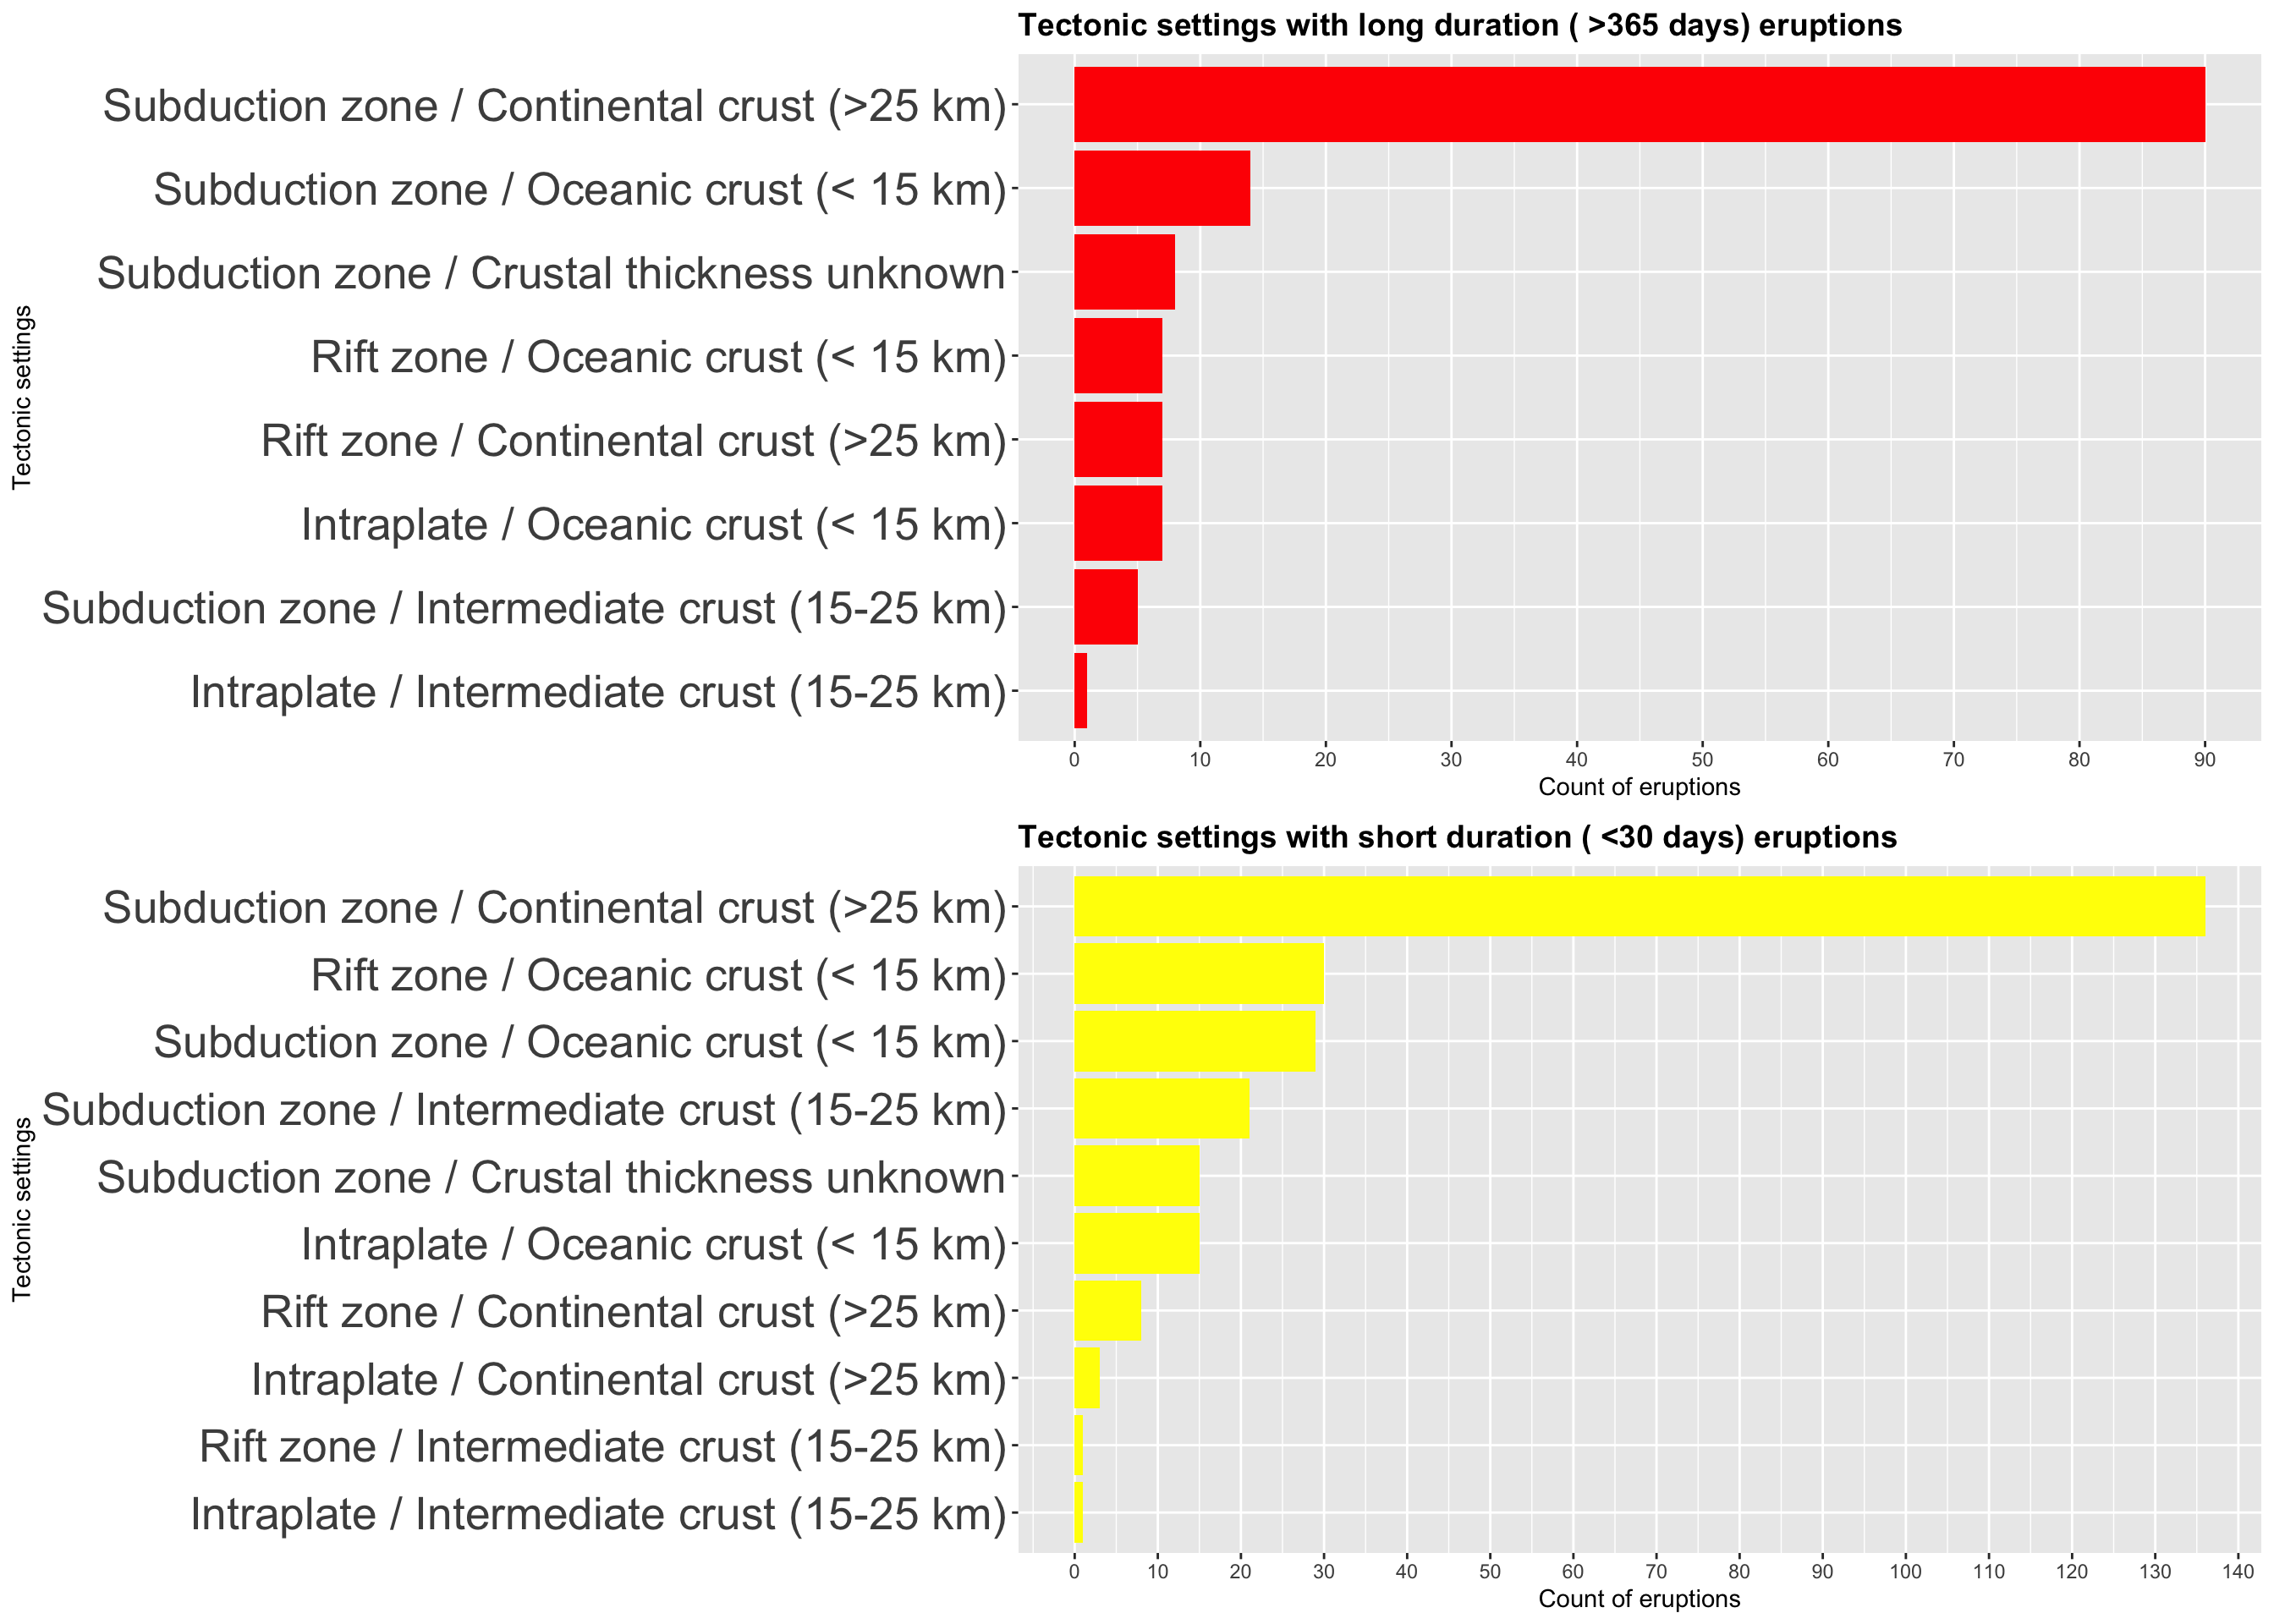 Tectonic settings with long duration ( >365 days) eruptions
Tectonic settings
Subduction zone / Continental crust (>25 km)
Subduction zone / Oceanic crust (< 15 km)
Subduction zone / Crustal thickness unknown
Rift zone / Oceanic crust (< 15 km)
Rift zone / Continental crust (>25 km)
Intraplate / Oceanic crust (< 15 km)
Subduction zone / Intermediate crust (15-25 km)
Intraplate / Intermediate crust (15-25 km)
0 10 20 30 40 50 60 70 80 90
Count of eruptions
Tectonic settings with short duration ( <30 days) eruptions
Tectonic settings
Subduction zone / Continental crust (>25 km)
Rift zone / Oceanic crust (< 15 km)
Subduction zone / Oceanic crust (< 15 km)
Subduction zone / Intermediate crust (15-25 km)
Subduction zone / Crustal thickness unknown
Intraplate / Oceanic crust (< 15 km)
Rift zone / Continental crust (>25 km)
Intraplate / Continental crust (>25 km)
Rift zone / Intermediate crust (15-25 km)
Intraplate / Intermediate crust (15-25 km)
0 10 20 30 40 50 60 70 80 90 100 110 120 130 140
Count of eruptions